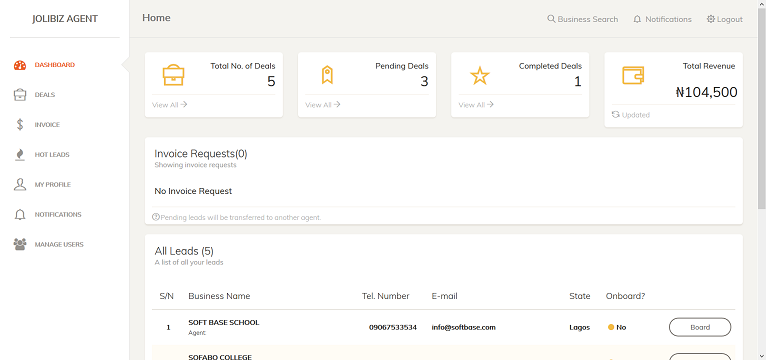 JOLIBIZ AGENT
Home
Business Search
Notifications
Logout
DASHBOARD
DEALS
INVOICE
HOT LEADS
MY PROFILE
NOTIFICATIONS
MANAGE USERS
Total No. of Deals
5
View All
Pending Deals
3
View All
Completed Deals
1
View All
Total Revenue
₦104,500
Updated
Invoice Requests(0)
Showing invoice requests
No Invoice Request
Pending leads will be transferred to another agent
All Leads (5)
A list of all your leads
S/N Business Name Tel. Number E-mail State Onboard?
1 SOFT BASE SCHOOL 09067533534 info@softbase.com Lagos No Board
Agent:
SOFABO COLLEGE